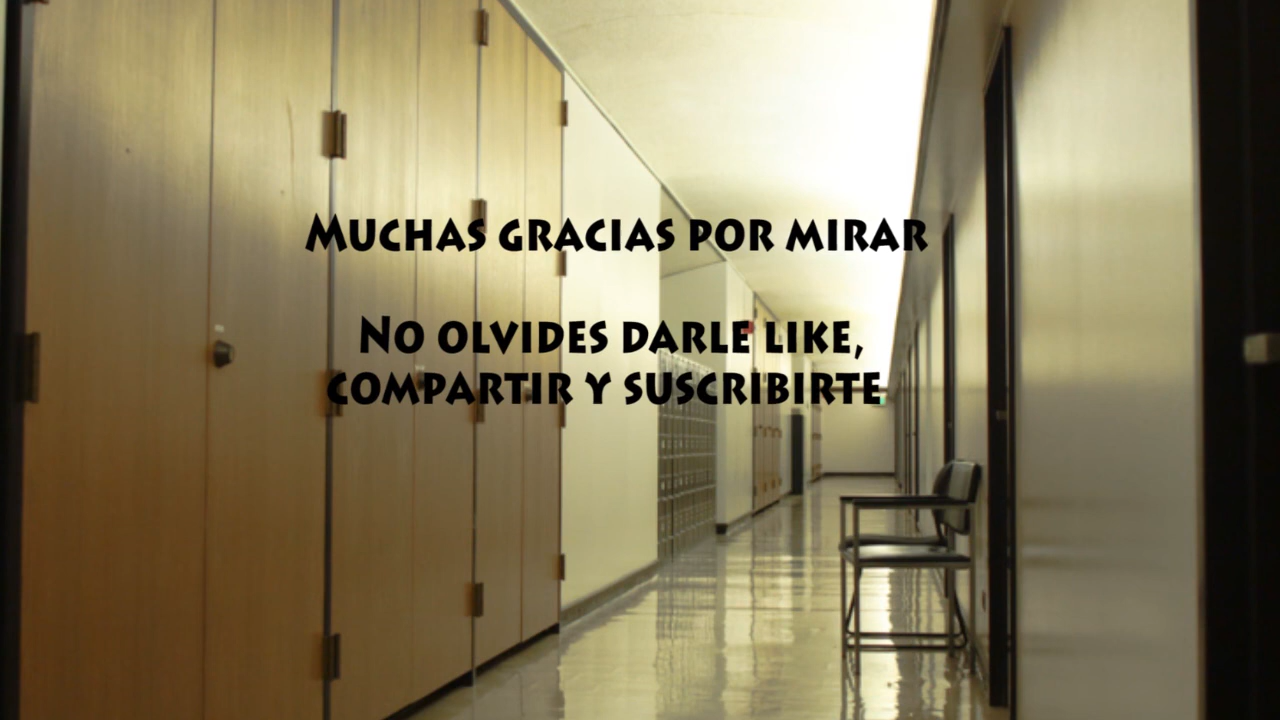 Muchas gracias por mirar
No olvides darle like,
compartir y suscribirte